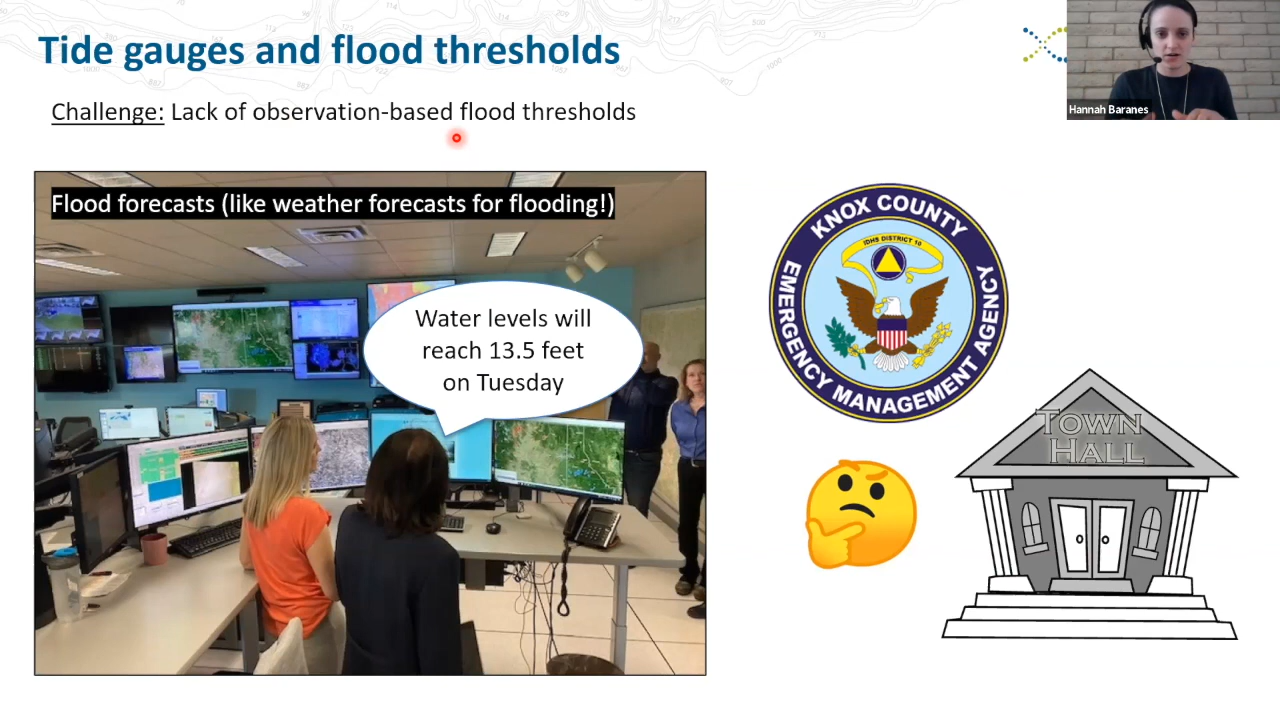 Tide gauges and flood thresholds
Challenge: Lack of observation-based flood thresholds
Hannah Baranes
Flood forecasts (like weather forecasts for flooding!)
Water levels will
reach 13.5 feet
on Tuesday
KNOX COUNTY
IDHS DISTRICT 10
EMERGENCY MANAGEMENT AGENCY
TOWN
HALL